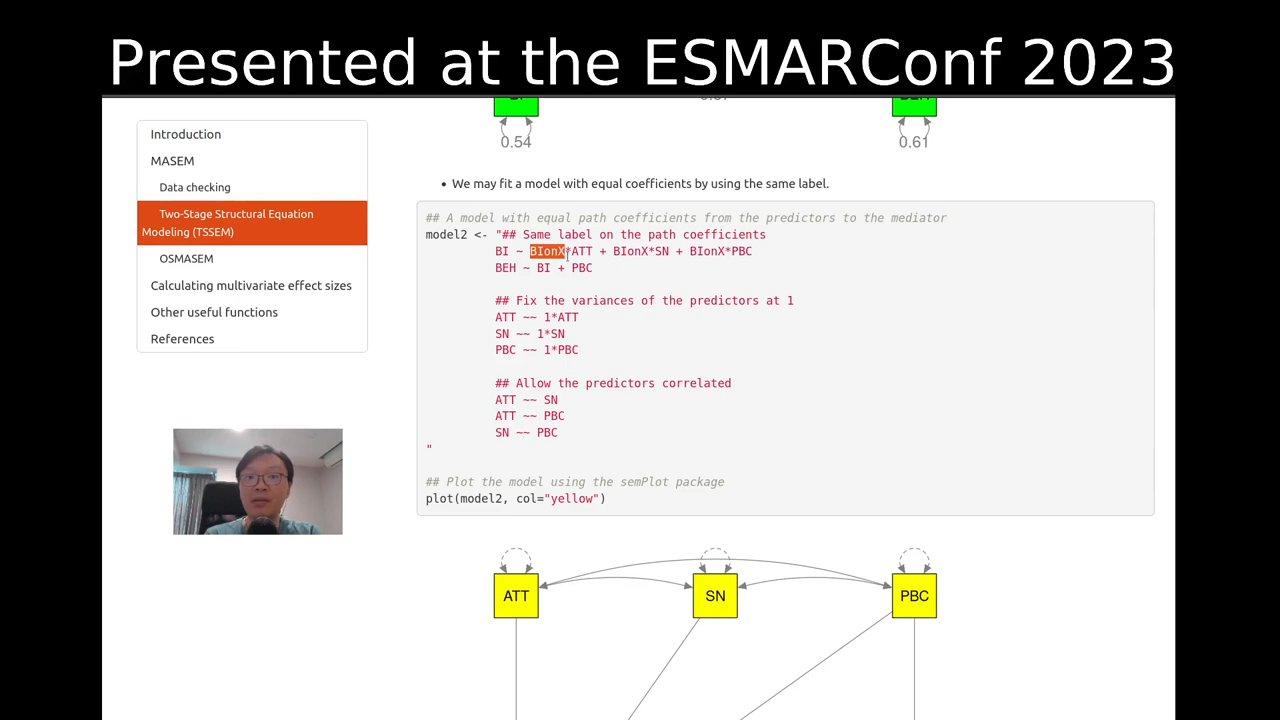 Presented at the ESMARConf 2023
Introduction
MASEM
Data checking
Two-Stage Structural Equation
Modeling (TSSEM)
OSMASEM
Calculating multivariate effect sizes
Other useful functions
References
0.54
0.61
• We may fit a model with equal coefficients by using the same label.
## A model with equal path coefficients from the predictors to the mediator
model2 <- "## Same label on the path coefficients
BI ~ BIonX*ATT + BIonX*SN + BIonX*PBC
BEH ~ BI + PBC
## Fix the variances of the predictors at 1
ATT ~~ 1*ATT
SN ~~ 1*SN
PBC ~~ 1*PBC
## Allow the predictors correlated
ATT ~~ SN
ATT ~~ PBC
SN ~~ PBC
"
## Plot the model using the semPlot package
plot(model2, col="yellow")
ATT
SN
PBC